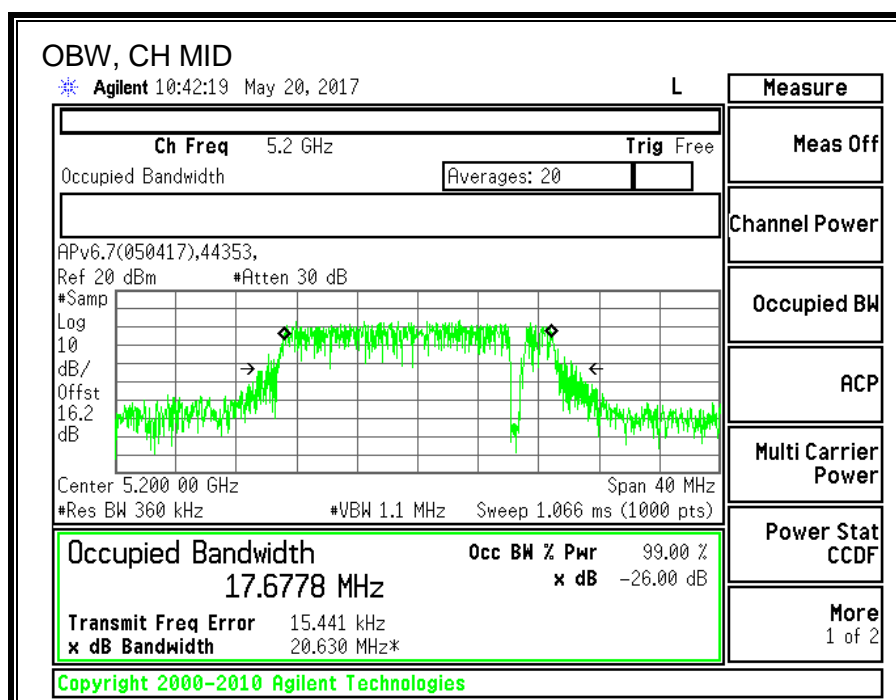 OBW, CH MID
Agilent 10:42:19 May 20, 2017 L
Measure
Ch Freq 5.2 GHz Trig Free
Meas Off
Occupied Bandwidth Averages: 20
Channel Power
APv6.7(050417),44353,
Ref 20 dBm #Atten 30 dB
#Samp
Log
10
dB/
Offst
16.2
dB
Occupied BW
ACP
Multi Carrier
Power
Center 5.200 00 GHz Span 40 MHz
#Res BW 360 kHz #VBW 1.1 MHz Sweep 1.066 ms (1000 pts)
Power Stat
CCDF
Occupied Bandwidth Occ BW % Pwr 99.00 %
17.6778 MHz x dB -26.00 dB
Transmit Freq Error 15.441 kHz
x dB Bandwidth 20.630 MHz*
More
1 of 2
Copyright 2000-2010 Agilent Technologies